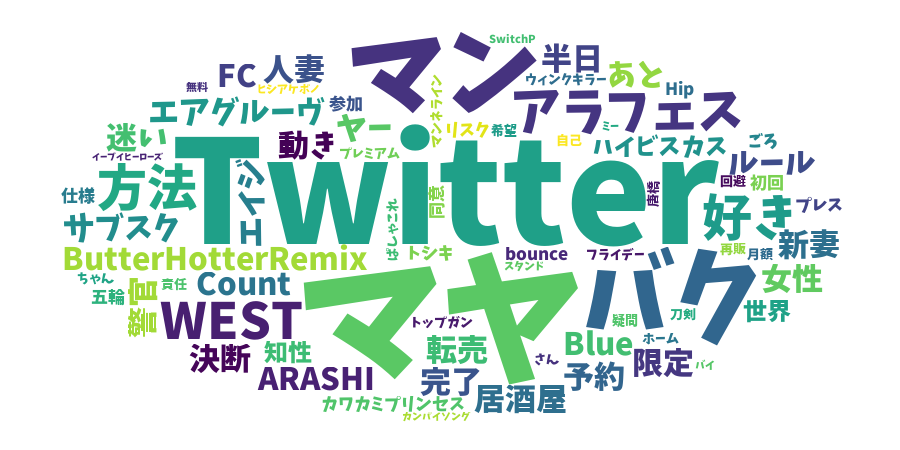 SwitchP
マン
半日
FC
人妻
ウィンクキラー
あと
無料
ヒシアケボノ
マンネライン
Hip
エアグルーヴ
参加
アラフェス
ヤー
リスク
希望
ミー
迷い
動き
自己
ハイビスカス
ごろ
イーブイヒーローズ
プレミアム
ルール
Twitter
方法
エイジ
唐橋
回避
初回
仕様
同意
好き
プレス
サブスク
ばしゃこれ
新妻
ButterHotterRemix
トシキ
bounce
フライデー
再販
月額
スタンド
ちゃん
責任
Count
マヤ
バク
女性
五輪
警官
WEST
トップガン
疑問
刀剣
世界
決断
知性
転売
さん
Blue
ホーム
限定
バイ
ARASHI
完了
予約
居酒屋
カワカミプリンセス
カンパイソング